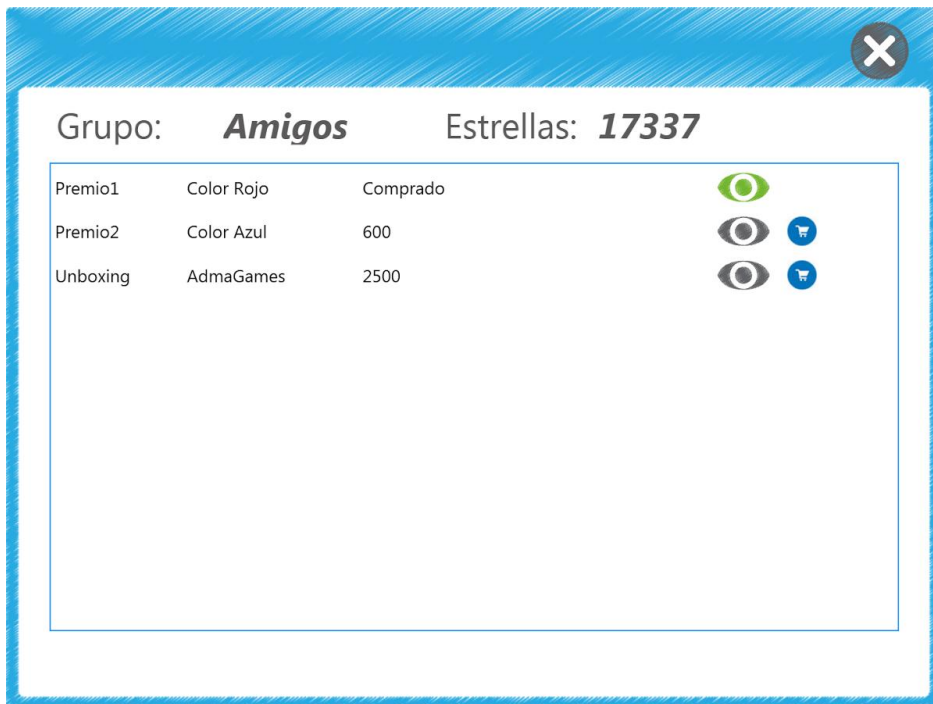 Grupo: Amigos Estrellas: 17337
Premio1 Color Rojo Comprado
Premio2 Color Azul 600
Unboxing AdmaGames 2500